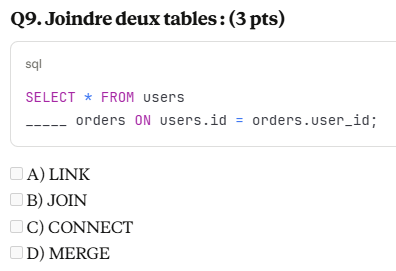 Q9. Joindre deux tables : (3 pts)
sql
SELECT * FROM users
_____ orders ON users.id = orders.user_id;
A) LINK
B) JOIN
C) CONNECT
D) MERGE